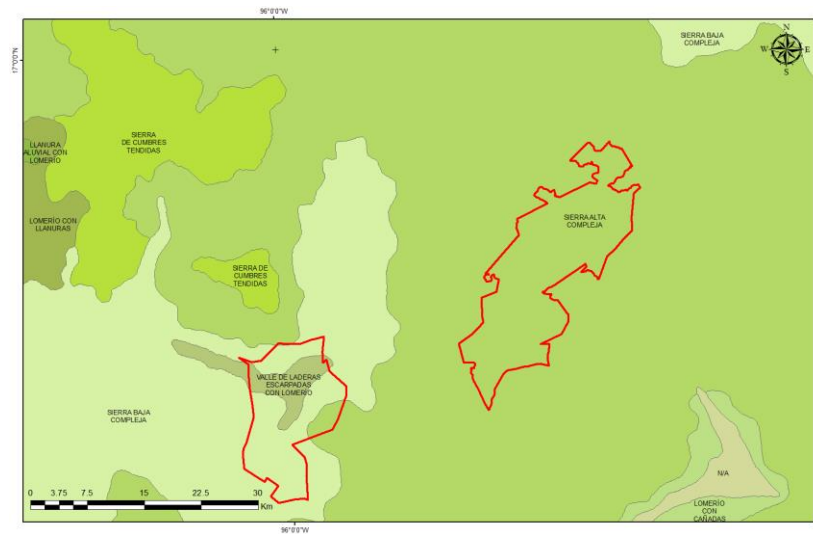 96°0'0"W
17°0'0"N
SIERRA BAJA
COMPLEJA
N
W
E
S
LLANURA
ALUVIAL CON
LOMERÍO
SIERRA
DE CUMBRES
TENDIDAS
LOMERÍO CON
LLANURAS
SIERRA ALTA
COMPLEJA
SIERRA DE
CUMBRES
TENDIDAS
VALLE DE LADERAS
ESCARPADAS
CON LOMERÍO
SIERRA BAJA
COMPLEJA
N/A
LOMERÍO
CON
CAÑADAS
0 3.75 7.5 15 22.5 30
Km
96°0'0"W